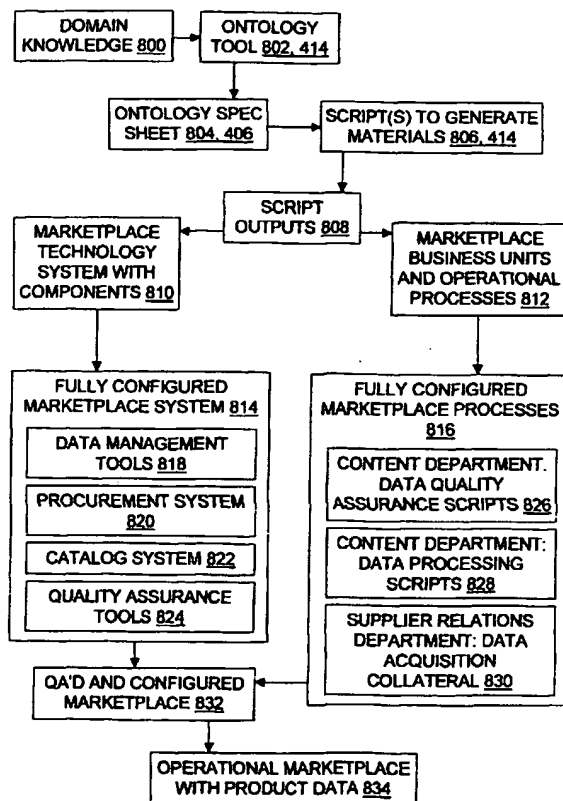 DOMAIN
KNOWLEDGE 800
ONTOLOGY
TOOL 802, 414
ONTOLOGY SPEC
SHEET 804, 406
SCRIPT(S) TO GENERATE
MATERIALS 806, 414
SCRIPT
OUTPUTS 808
MARKETPLACE
TECHNOLOGY
SYSTEM WITH
COMPONENTS 810
MARKETPLACE
BUSINESS UNITS
AND OPERATIONAL
PROCESSES 812
FULLY CONFIGURED
MARKETPLACE SYSTEM 814
DATA MANAGEMENT
TOOLS 818
PROCUREMENT SYSTEM
820
CATALOG SYSTEM 822
QUALITY ASSURANCE
TOOLS 824
FULLY CONFIGURED
MARKETPLACE PROCESSES
816
CONTENT DEPARTMENT.
DATA QUALITY
ASSURANCE SCRIPTS 826
CONTENT DEPARTMENT:
DATA PROCESSING
SCRIPTS 828
SUPPLIER RELATIONS
DEPARTMENT: DATA
ACQUISITION
COLLATERAL 830
QA'D AND CONFIGURED
MARKETPLACE 832
OPERATIONAL MARKETPLACE
WITH PRODUCT DATA 834